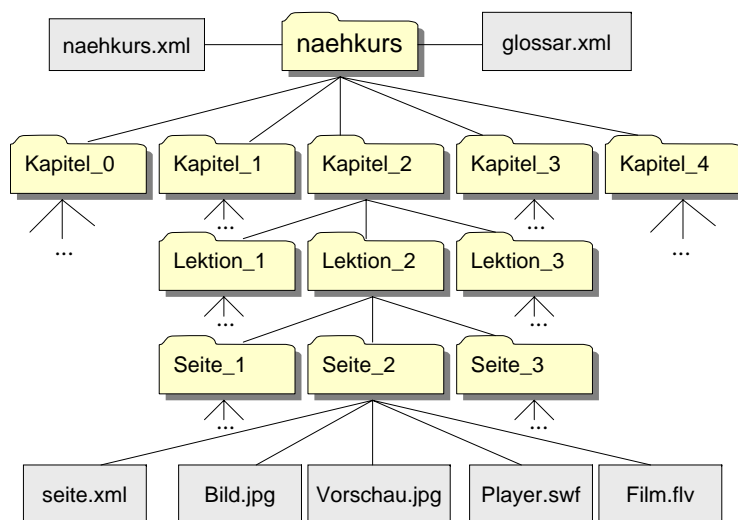 naehkurs.xml
naehkurs
glossar.xml
Kapitel_0
Kapitel_1
Kapitel_2
Kapitel_3
Kapitel_4
...
...
...
...
Lektion_1
Lektion_2
Lektion_3
...
...
Seite_1
Seite_2
Seite_3
...
...
seite.xml
Bild.jpg
Vorschau.jpg
Player.swf
Film.flv